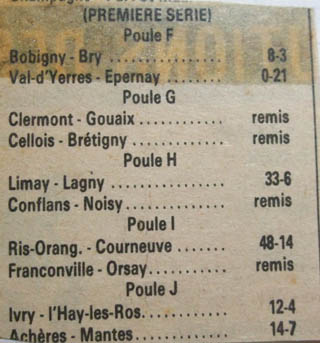 (PREMIERE SERIE)
Poule F
Bobigny - Bry ............ 8-3
Val-d'Yerres - Epernay .... 0-21
Poule G
Clermont - Gouaix ........... remis
Cellois - Brétigny .......... remis
Poule H
Limay - Lagny .............. 33-6
Conflans - Noisy ............ remis
Poule I
Ris-Orang. - Courneuve ...... 48-14
Franconville - Orsay ......... remis
Poule J
Ivry - l'Hay-les-Ros. ........... 12-4
Achères - Mantes ............ 14-7